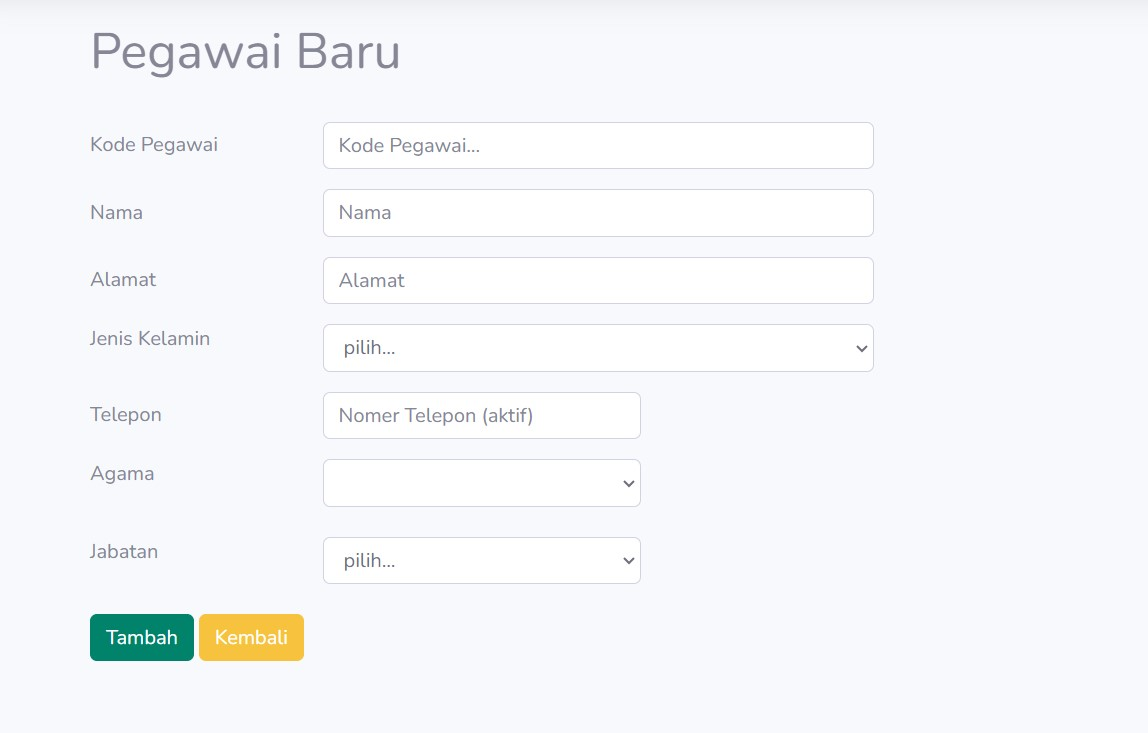 Pegawai Baru
Kode Pegawai Kode Pegawai...
Nama Nama
Alamat Alamat
Jenis Kelamin pilih...
Telepon Nomer Telepon (aktif)
Agama
Jabatan pilih...
Tambah Kembali